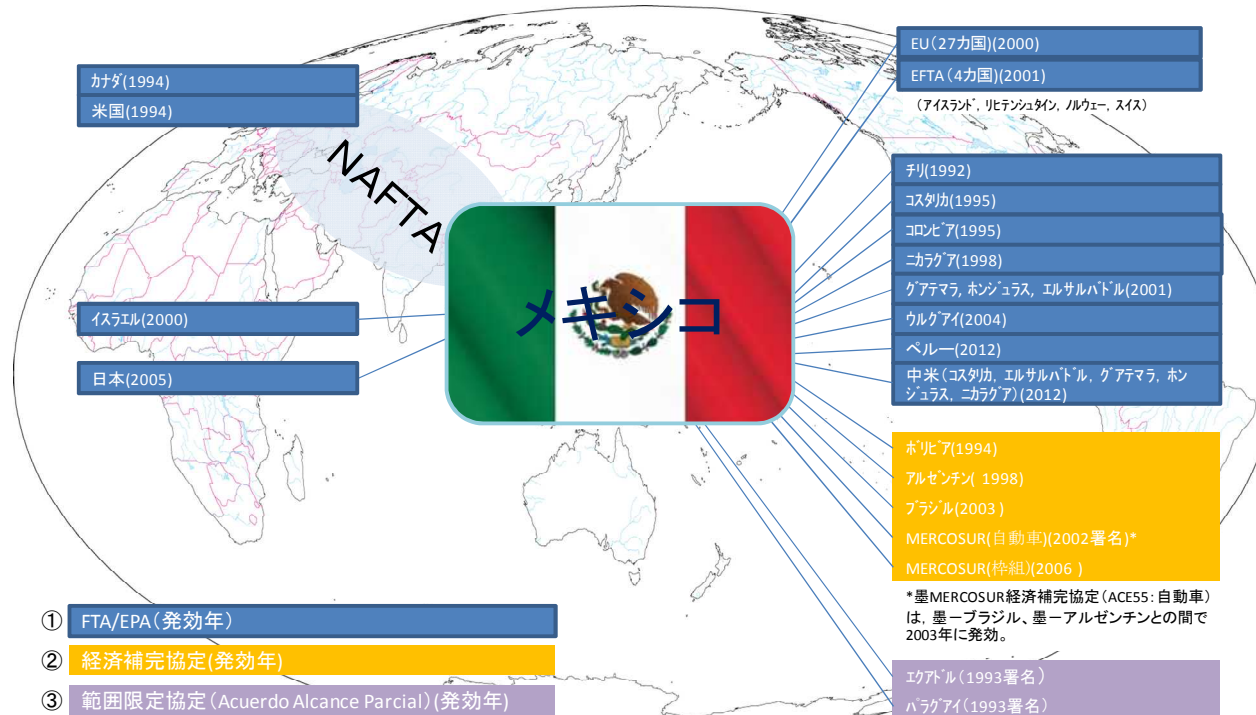 カナダ(1994)
米国(1994)
NAFTA
イスラエル(2000)
日本(2005)
メキシコ
EU(27カ国)(2000)
EFTA(4カ国)(2001)
(アイスランド, リヒテンシュタイン, ノルウェー, スイス)
チリ(1992)
コスタリカ(1995)
コロンビア(1995)
ニカラグア(1998)
グアテマラ, ホンジュラス, エルサルバドル(2001)
ウルグアイ(2004)
ペルー(2012)
中米(コスタリカ, エルサルバドル, グアテマラ, ホン
ジュラス, ニカラグア)(2012)
ボリビア(1994)
アルゼンチン( 1998)
ブラジル(2003 )
MERCOSUR(自動車)(2002署名)*
MERCOSUR(枠組)(2006 )
*墨MERCOSUR経済補完協定(ACE55:自動車)
は, 墨ーブラジル、墨ーアルゼンチンとの間で
2003年に発効。
エクアドル(1993署名)
パラグアイ(1993署名)
① FTA/EPA(発効年)
② 経済補完協定(発効年)
③ 範囲限定協定(Acuerdo Alcance Parcial)(発効年)